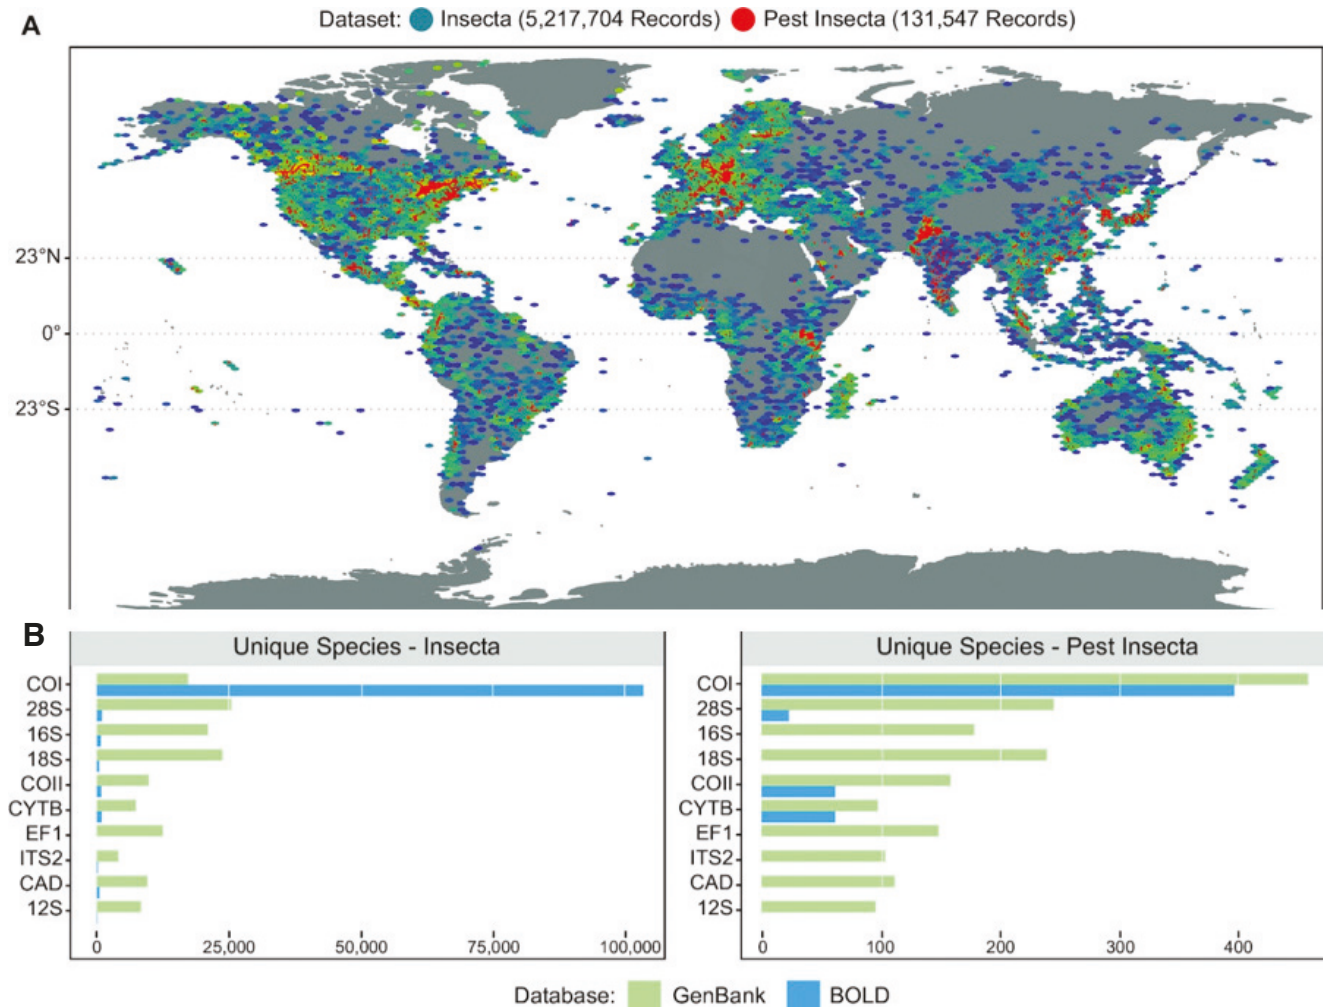 A
Dataset: Insecta (5,217,704 Records) Pest Insecta (131,547 Records)
23°N
0°
23°S
B
Unique Species - Insecta
COI
28S
16S
18S
COII
CYTB
EF1
ITS2
CAD
12S
0 25,000 50,000 75,000 100,000
Unique Species - Pest Insecta
COI
28S
16S
18S
COII
CYTB
EF1
ITS2
CAD
12S
0 100 200 300 400
Database: GenBank BOLD